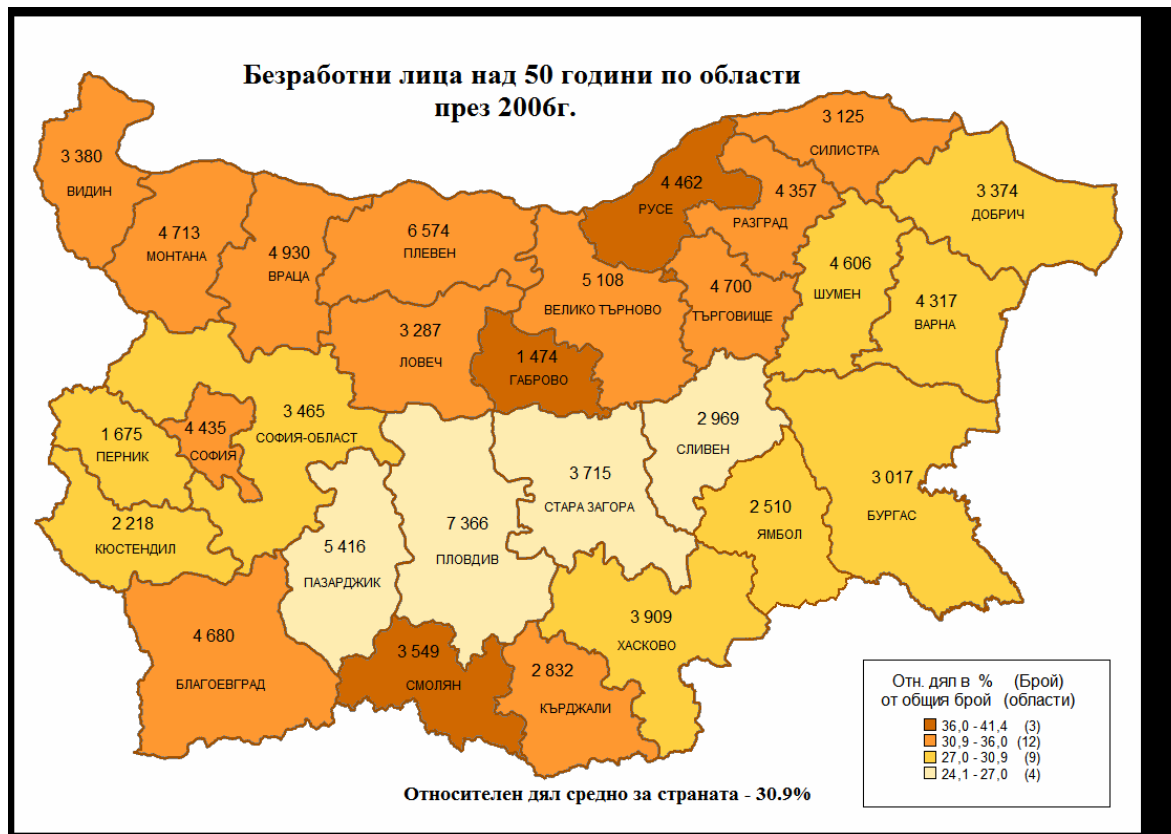 Безработни лица над 50 години по области
през 2006г.
3 125
СИЛИСТРА
3 380
ВИДИН
3 374
ДОБРИЧ
4 462
РУСЕ
4 357
РАЗГРАД
4 713
МОНТАНА
4 930
ВРАЦА
6 574
ПЛЕВЕН
5 108
ВЕЛИКО ТЪРНОВО
4 700
ТЪРГОВИЩЕ
4 606
ШУМЕН
4 317
ВАРНА
3 287
ЛОВЕЧ
1 474
ГАБРОВО
3 465
СОФИЯ-ОБЛАСТ
1 675
ПЕРНИК
4 435
СОФИЯ
2 969
СЛИВЕН
3 715
СТАРА ЗАГОРА
3 017
БУРГАС
2 510
ЯМБОЛ
2 218
КЮСТЕНДИЛ
5 416
ПАЗАРДЖИК
7 366
ПЛОВДИВ
3 909
ХАСКОВО
4 680
БЛАГОЕВГРАД
3 549
СМОЛЯН
2 832
КЪРДЖАЛИ
Отн. дял в % (Брой)
от общия брой (области)
36,0 - 41,4 (3)
30,9 - 36,0 (12)
27,0 - 30,9 (9)
24,1 - 27,0 (4)
Относителен дял средно за страната - 30.9%